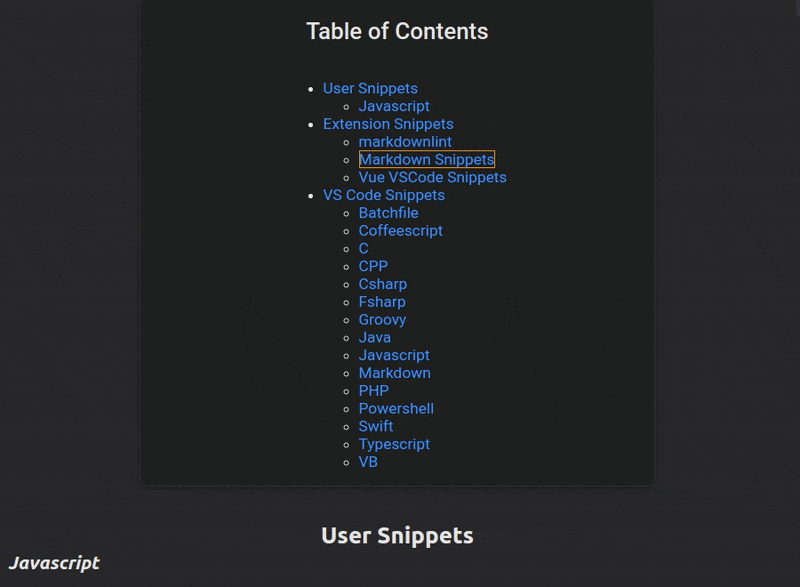 Table of Contents
User Snippets
Javascript
Extension Snippets
markdownlint
Markdown Snippets
Vue VSCode Snippets
VS Code Snippets
Batchfile
Coffeescript
C
CPP
Csharp
Fsharp
Groovy
Java
Javascript
Markdown
PHP
Powershell
Swift
Typescript
VB
User Snippets
Javascript